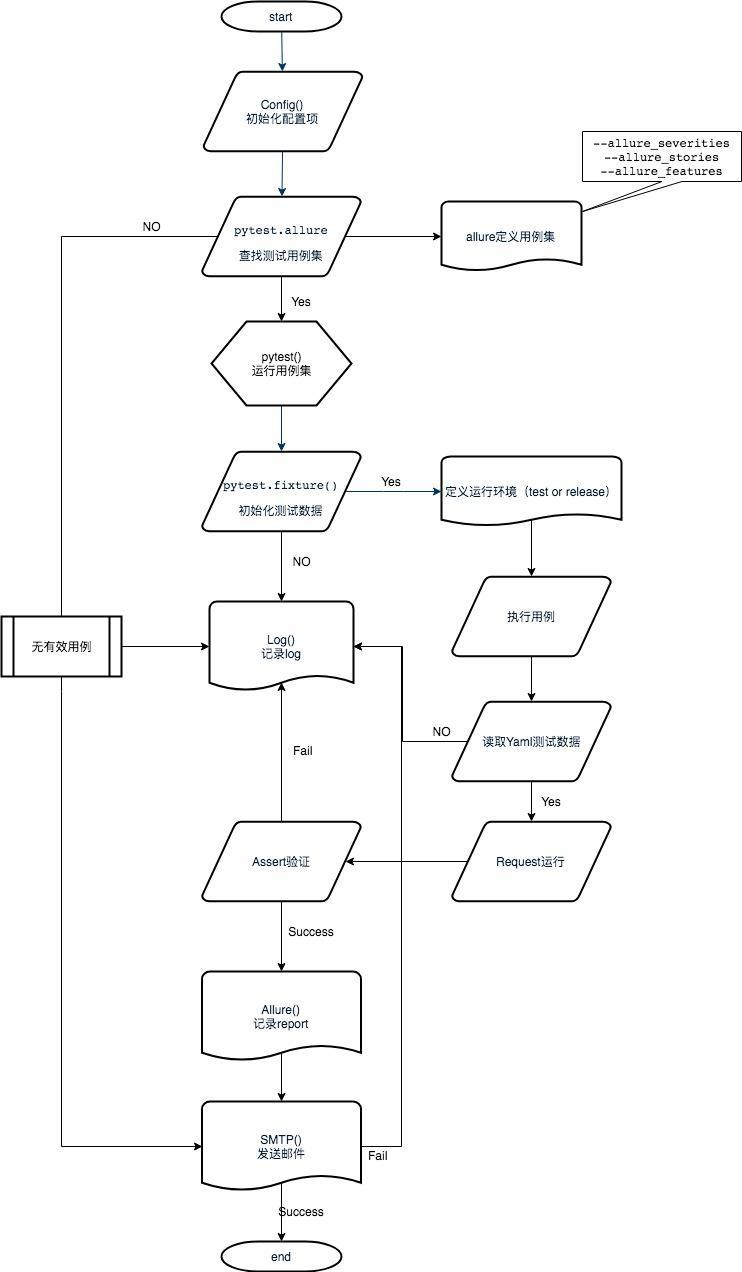 start
Config()
初始化配置项
--allure_severities
--allure_stories
--allure_features
NO
pytest.allure
查找测试用例集
allure定义用例集
Yes
pytest()
运行用例集
pytest.fixture()
初始化测试数据
Yes
定义运行环境（test or release）
NO
执行用例
无有效用例
Log()
记录log
NO
读取Yaml测试数据
Fail
Yes
Assert验证
Request运行
Success
Allure()
记录report
SMTP()
发送邮件
Fail
Success
end